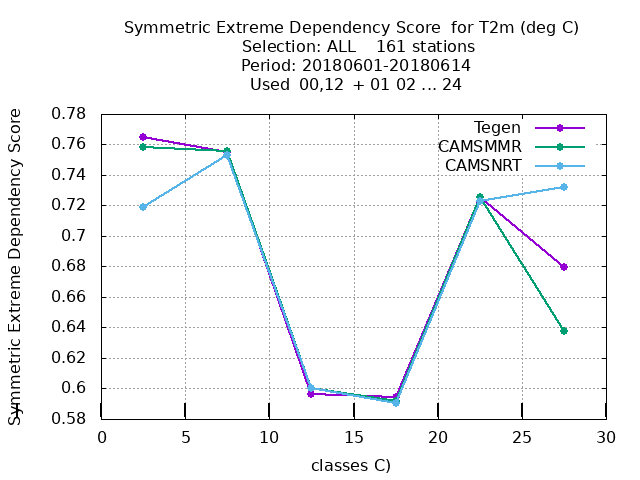 Symmetric Extreme Dependency Score  for T2m (deg C)
Selection: ALL    161 stations
Period: 20180601-20180614
Used  00,12  + 01 02 ... 24
Symmetric Extreme Dependency Score
Tegen
CAMSMMR
CAMSNRT
0.78
0.76
0.74
0.72
0.7
0.68
0.66
0.64
0.62
0.6
0.58
y
0 5 10 15 20 25 30
classes C)